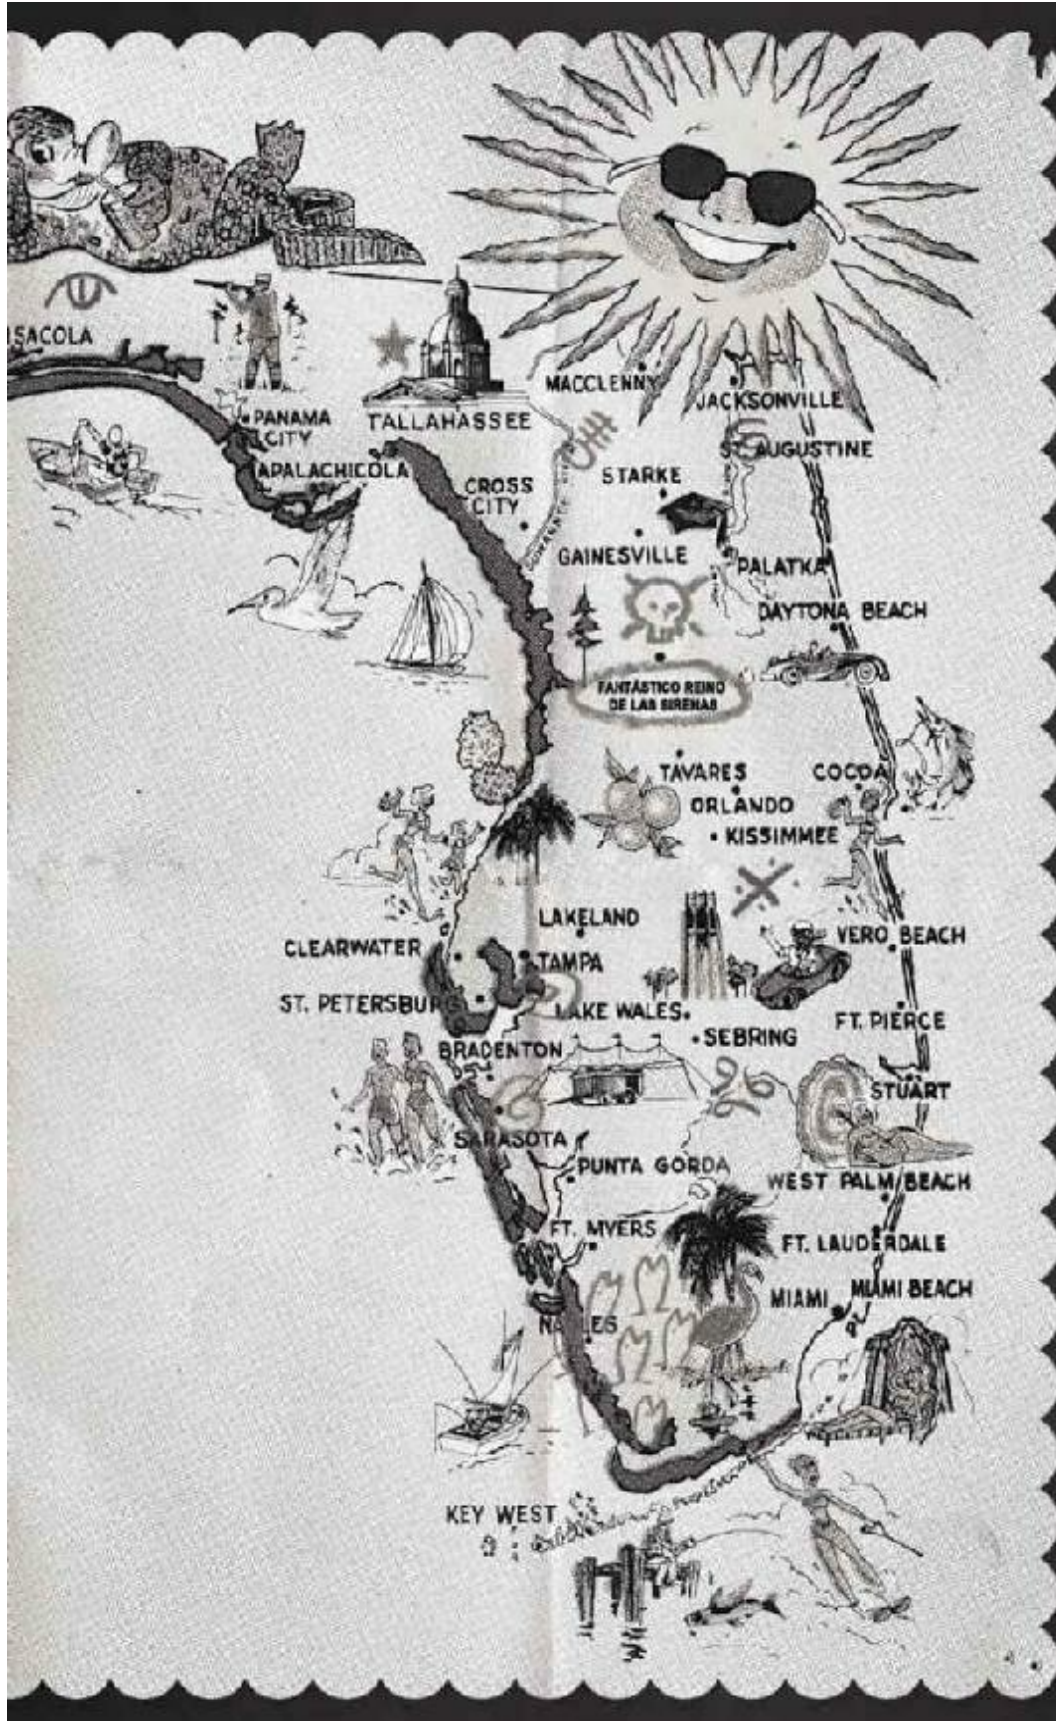 SACOLA
MACCLENNY
JACKSONVILLE
PANAMA
CITY
TALLAHASSEE
ST. AUGUSTINE
APALACHICOLA
CROSS
CITY
STARKE
GAINESVILLE
PALATKA
DAYTONA BEACH
FANTÁSTICO REINO
DE LAS SIRENAS
TAVARES
COCOA
ORLANDO
KISSIMMEE
LAKELAND
CLEARWATER
VERO BEACH
TAMPA
ST. PETERSBURG
LAKE WALES
FT. PIERCE
SEBRING
BRADENTON
STUART
SARASOTA
PUNTA GORDA
WEST PALM BEACH
FT. MYERS
FT. LAUDERDALE
MIAMI
MIAMI BEACH
NAPLES
KEY WEST